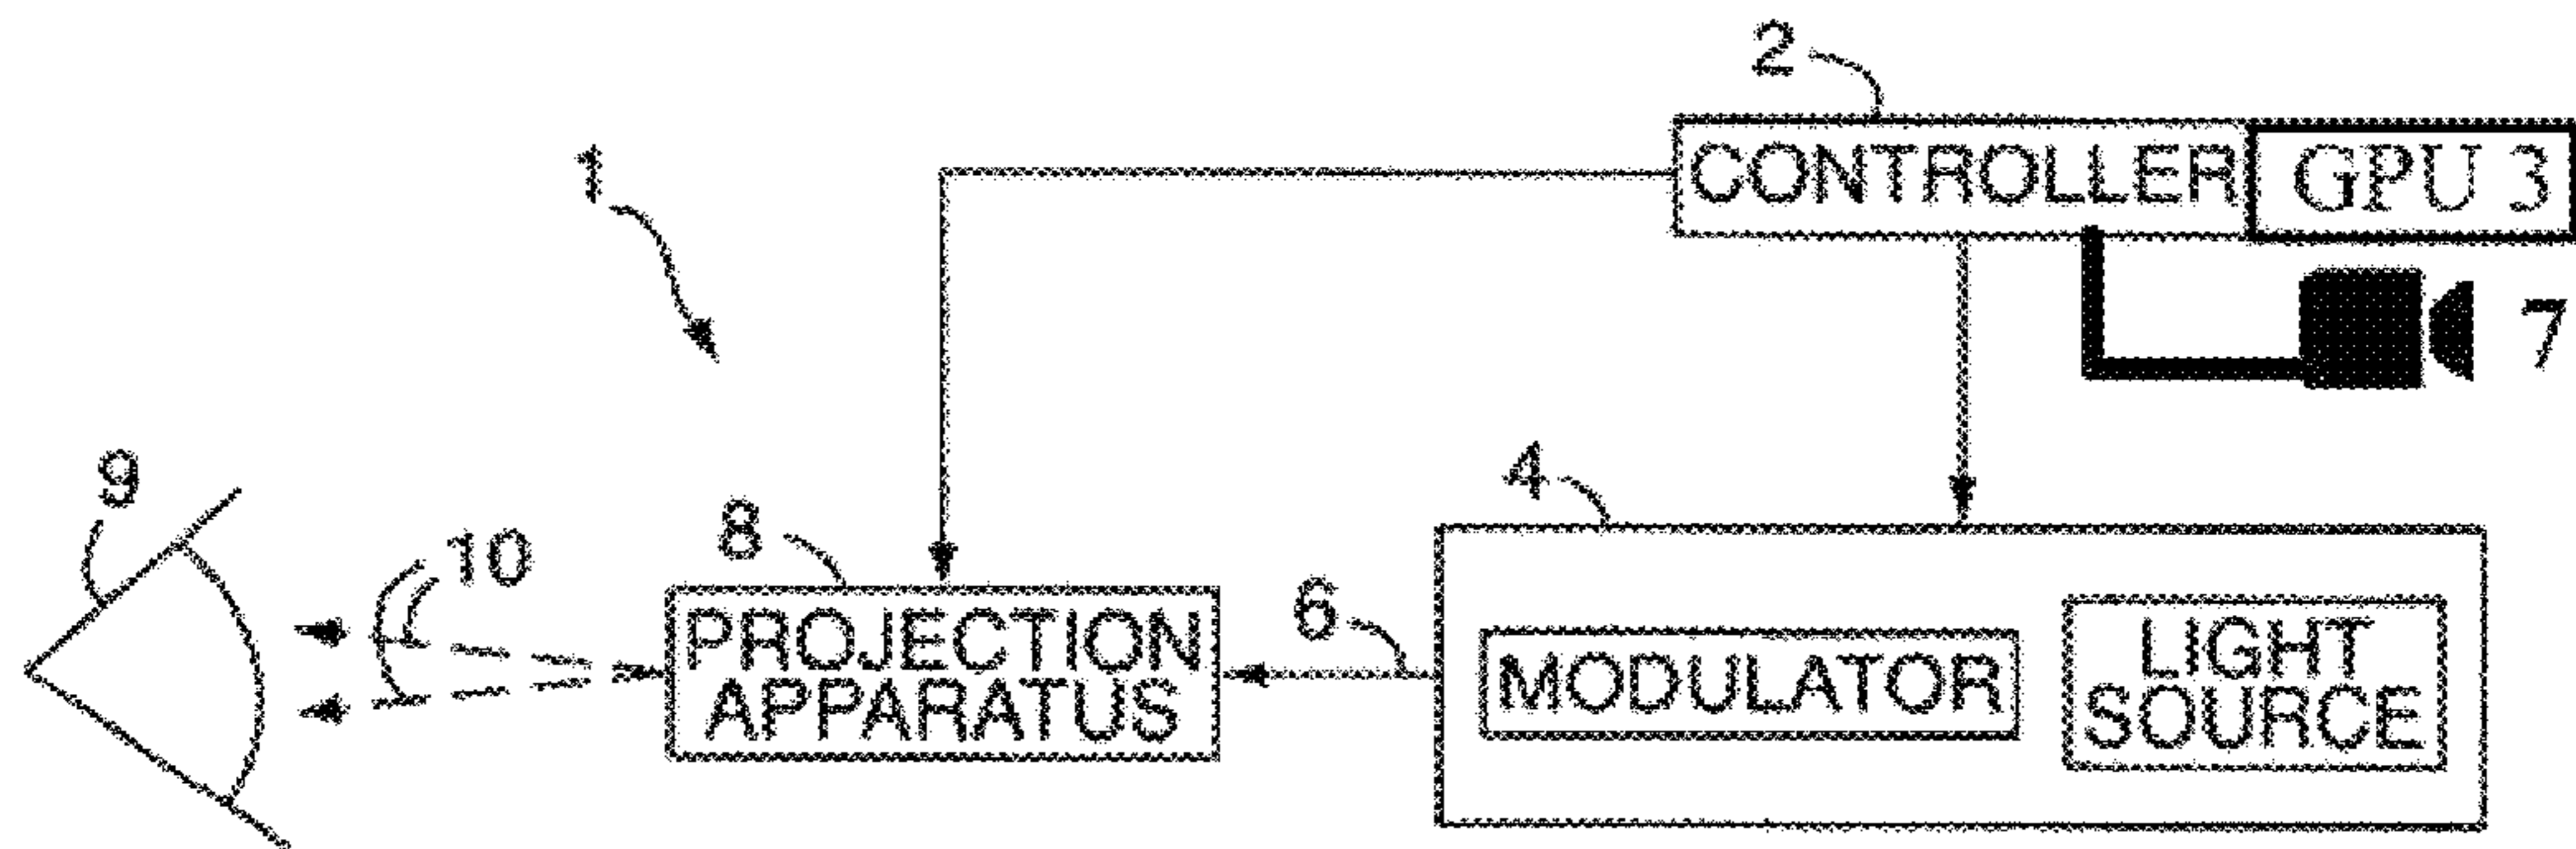 2
CONTROLLER GPU 3
1
7
9
10
8
4
6
PROJECTION
APPARATUS
MODULATOR
LIGHT
SOURCE